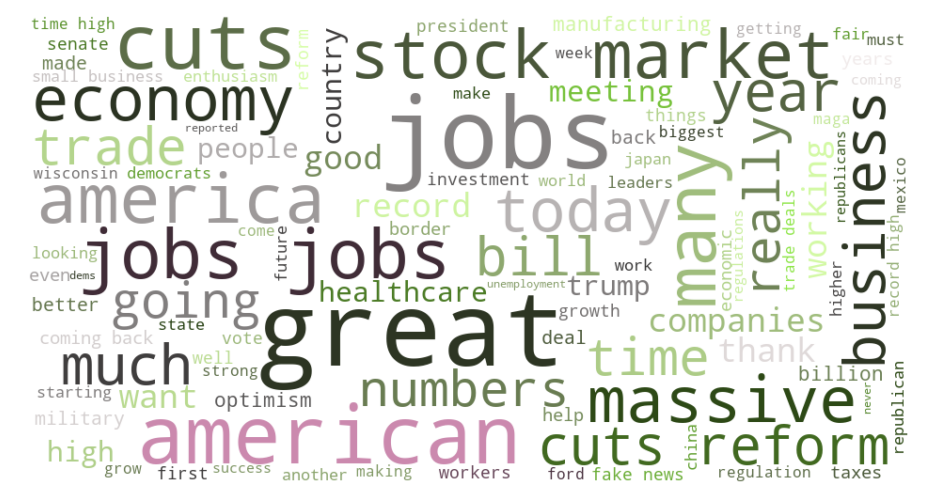 time high
cuts
president
manufacturing
getting
fair
must
senate
made
country
stock market
week
reform
years
small business
enthusiasm
make
meeting
year
coming
economy
jobs
things
maga
reported
trade
people
good
back
biggest
business
wisconsin
democrats
investment
world
japan
leaders
many
really
working
republicans
mexico
america
record
today
border
looking
come
future
jobs jobs
bill
economic
regulations
trade deals
record high
even
dems
work
unemployment
trump
higher
better
going
healthcare
growth
companies
state
great
deal
coming back
vote
time
thank
much
well
strong
numbers
billion
starting
want
optimism
massive
never
republican
military
american
help
high
cuts reform
china
grow
first
success
another
making
workers
ford
fake news
regulation
taxes